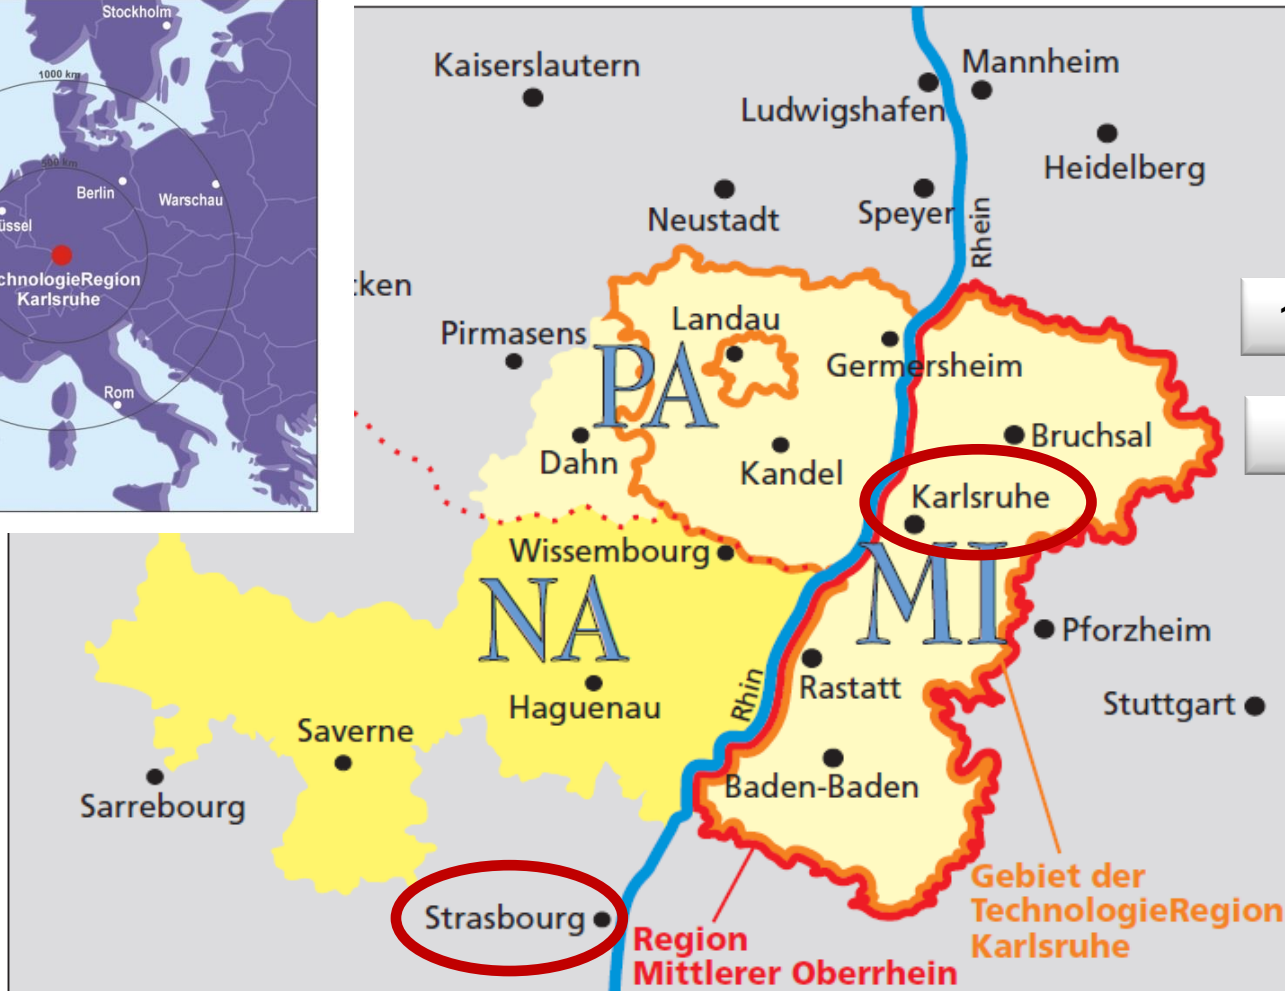 Stockholm
1000 km
500 km
Berlin
Warschau
üssel
chnologieRegion
Karlsruhe
Rom
Kaiserslautern
Mannheim
Ludwigshafen
Heidelberg
Neustadt
Speyer
Rhein
ken
Pirmasens
Landau
Germersheim
PA
Bruchsal
Dahn
Kandel
Karlsruhe
Wissembourg
MI
NA
Pforzheim
Rastatt
Haguenau
Rhin
Stuttgart
Saverne
Baden-Baden
Sarrebourg
Strasbourg
Region
Mittlerer Oberrhein
Gebiet der
TechnologieRegion
Karlsruhe